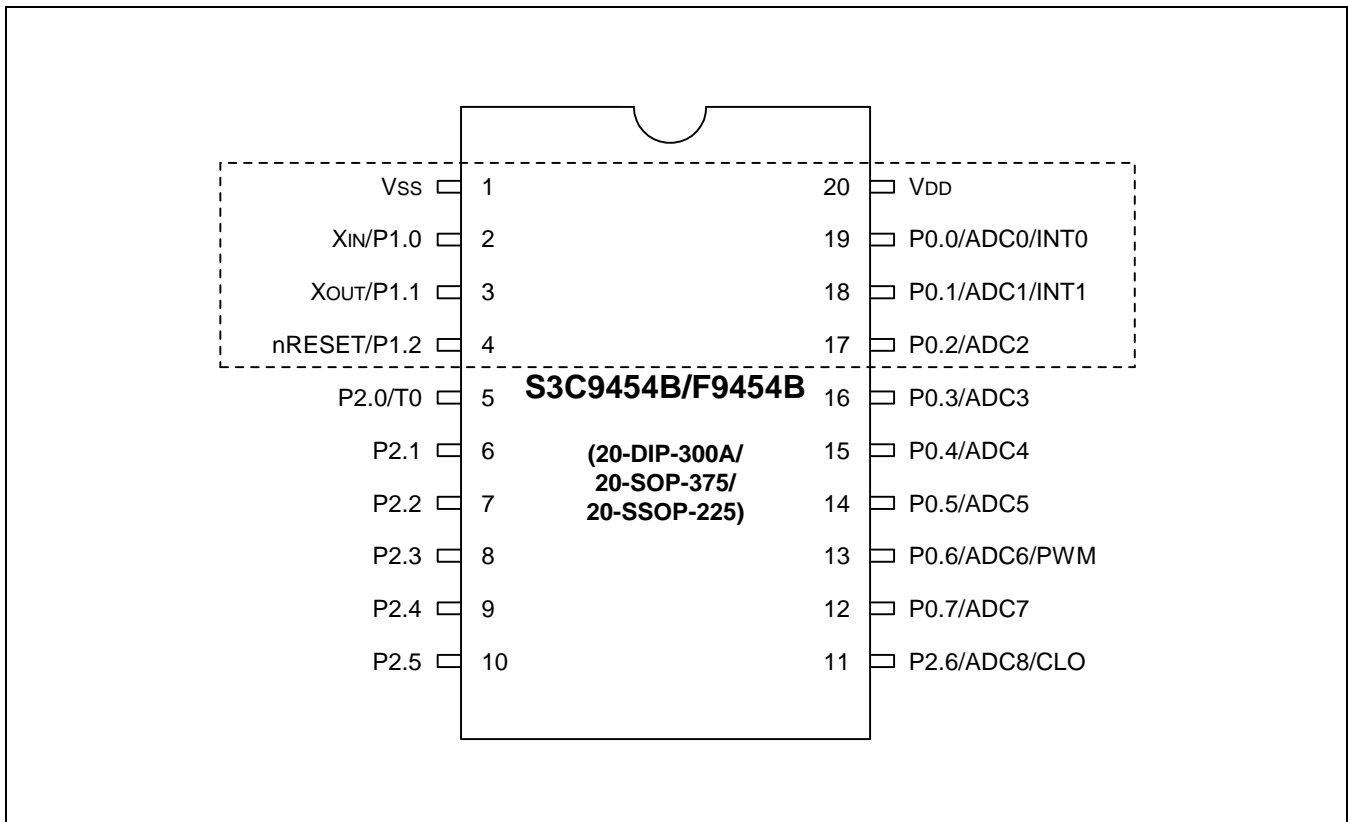 VSS 1 20 VDD
XIN/P1.0 2 19 P0.0/ADC0/INT0
XOUT/P1.1 3 18 P0.1/ADC1/INT1
nRESET/P1.2 4 17 P0.2/ADC2
S3C9454B/F9454B
P2.0/T0 5 16 P0.3/ADC3
P2.1 6 15 P0.4/ADC4
(20-DIP-300A/
20-SOP-375/
20-SSOP-225)
P2.2 7 14 P0.5/ADC5
P2.3 8 13 P0.6/ADC6/PWM
P2.4 9 12 P0.7/ADC7
P2.5 10 11 P2.6/ADC8/CLO